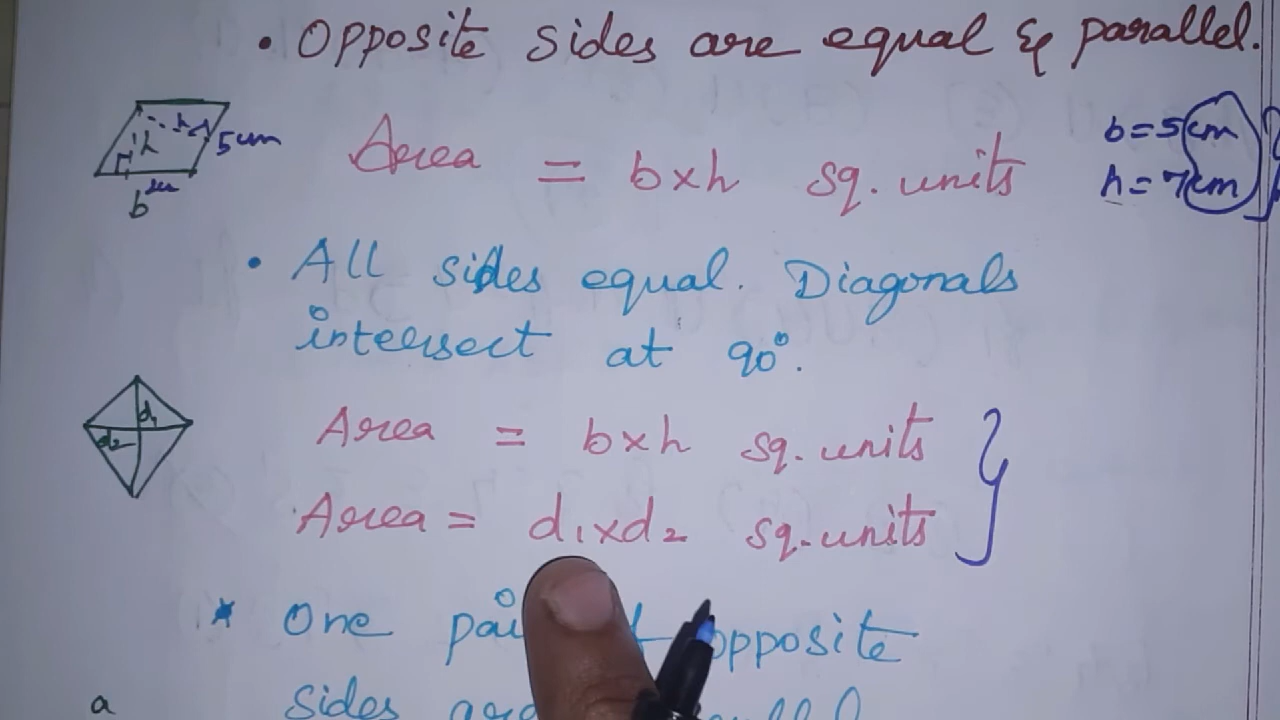 • Opposite sides are equal & parallel.
h h 5cm
b
Area = b×h sq. units
b=5cm
h=7cm
• All sides equal. Diagonals
intersect at 90°.
d₁
d₂
Area = b×h sq. units
Area = d₁×d₂ sq. units
* One opposite
a sides